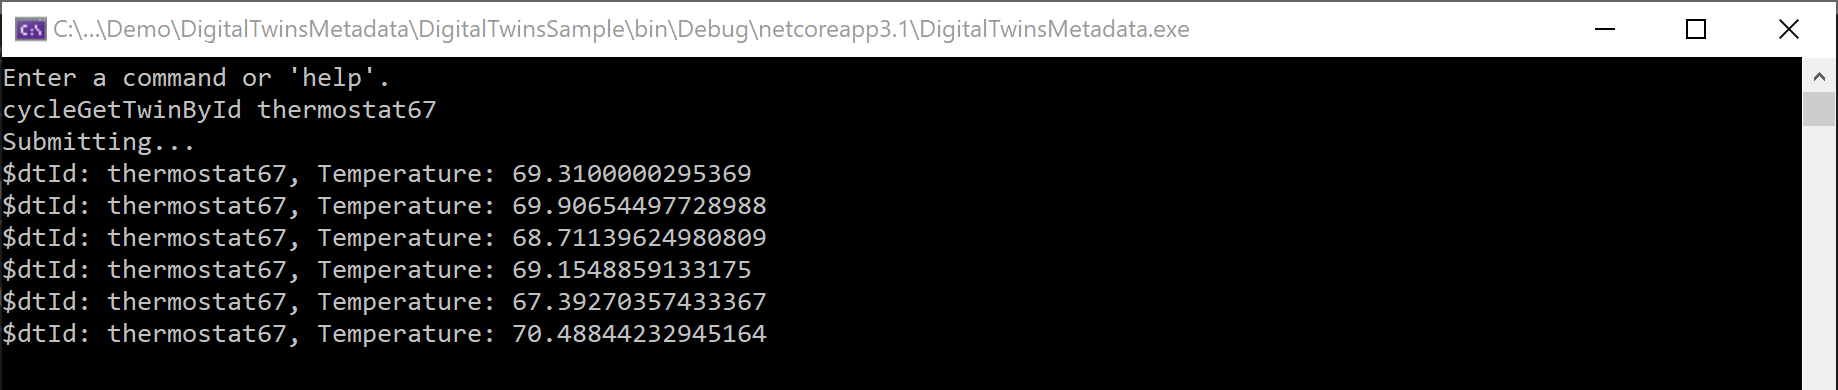 C:\...\Demo\DigitalTwinsMetadata\DigitalTwinsSample\bin\Debug\netcoreapp3.1\DigitalTwinsMetadata.exe
Enter a command or 'help'.
cycleGetTwinById thermostat67
Submitting...
$dtId: thermostat67, Temperature: 69.3100000295369
$dtId: thermostat67, Temperature: 69.90654497728988
$dtId: thermostat67, Temperature: 68.71139624980809
$dtId: thermostat67, Temperature: 69.1548859133175
$dtId: thermostat67, Temperature: 67.39270357433367
$dtId: thermostat67, Temperature: 70.48844232945164